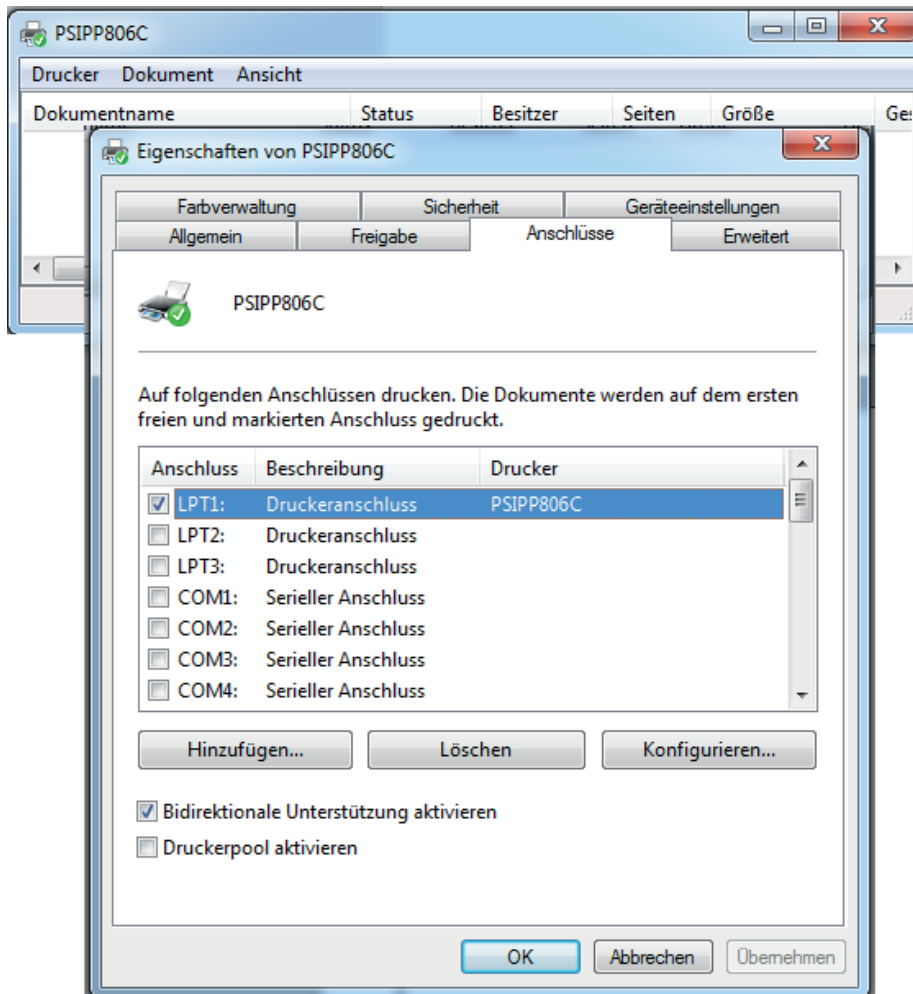 PSIPP806C
Drucker Dokument Ansicht
Dokumentname Status Besitzer Seiten Größe
Eigenschaften von PSIPP806C
Farbverwaltung Sicherheit Geräteeinstellungen
Allgemein Freigabe Anschlüsse Erweitert
PSIPP806C
Auf folgenden Anschlüssen drucken. Die Dokumente werden auf dem ersten
freien und markierten Anschluss gedruckt.
Anschluss Beschreibung Drucker
LPT1: Druckeranschluss PSIPP806C
LPT2: Druckeranschluss
LPT3: Druckeranschluss
COM1: Serieller Anschluss
COM2: Serieller Anschluss
COM3: Serieller Anschluss
COM4: Serieller Anschluss
Hinzufügen... Löschen Konfigurieren...
Bidirektionale Unterstützung aktivieren
Druckerpool aktivieren
OK Abbrechen Übernehmen